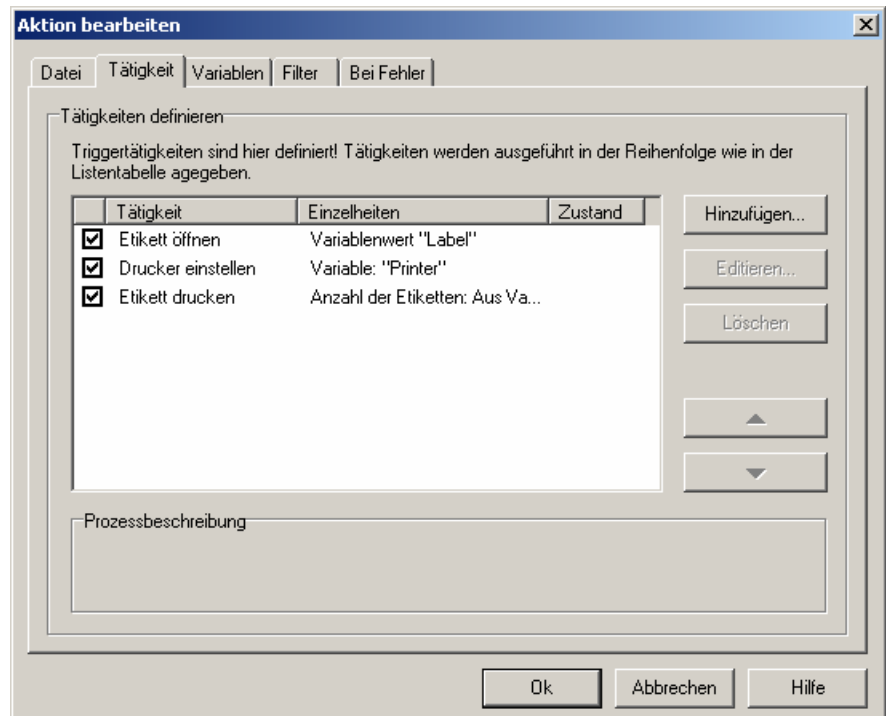 Aktion bearbeiten
Datei Tätigkeit Variablen Filter Bei Fehler
Tätigkeiten definieren
Triggertätigkeiten sind hier definiert! Tätigkeiten werden ausgeführt in der Reihenfolge wie in der
Listentabelle agegeben.
Tätigkeit Einzelheiten Zustand
Hinzufügen...
Etikett öffnen Variablenwert "Label"
Drucker einstellen Variable: "Printer"
Editieren...
Etikett drucken Anzahl der Etiketten: Aus Va...
Löschen
Prozessbeschreibung
Ok Abbrechen Hilfe